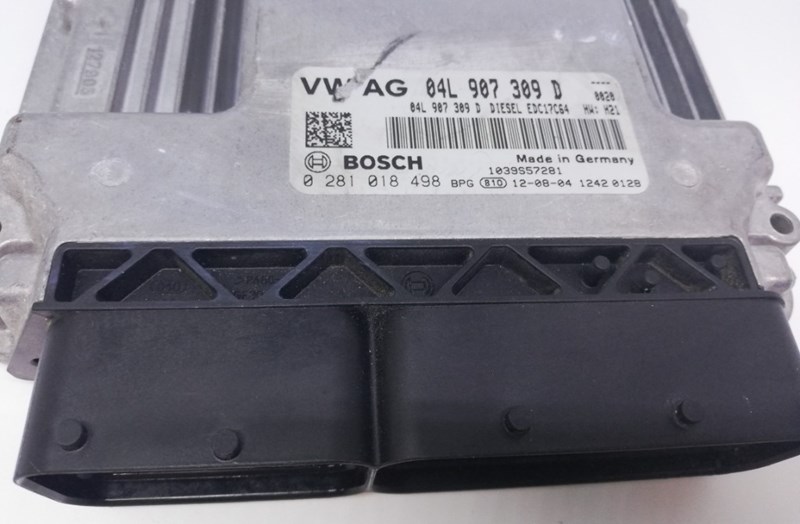 VW AG 04L 907 309 D ----
04L 907 309 D DIESEL EDC17C64 0020
HW: H21
BOSCH Made in Germany
1039S57281
0 281 018 498 BPG 810 12-08-04 1242 0128